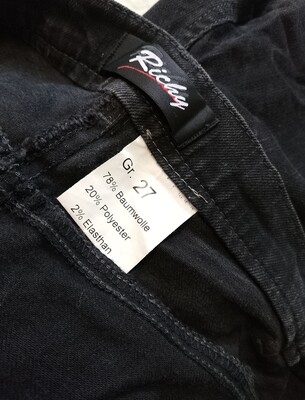 Richy
Gr. 27
78% Baumwolle
20% Polyester
2% Elasthan